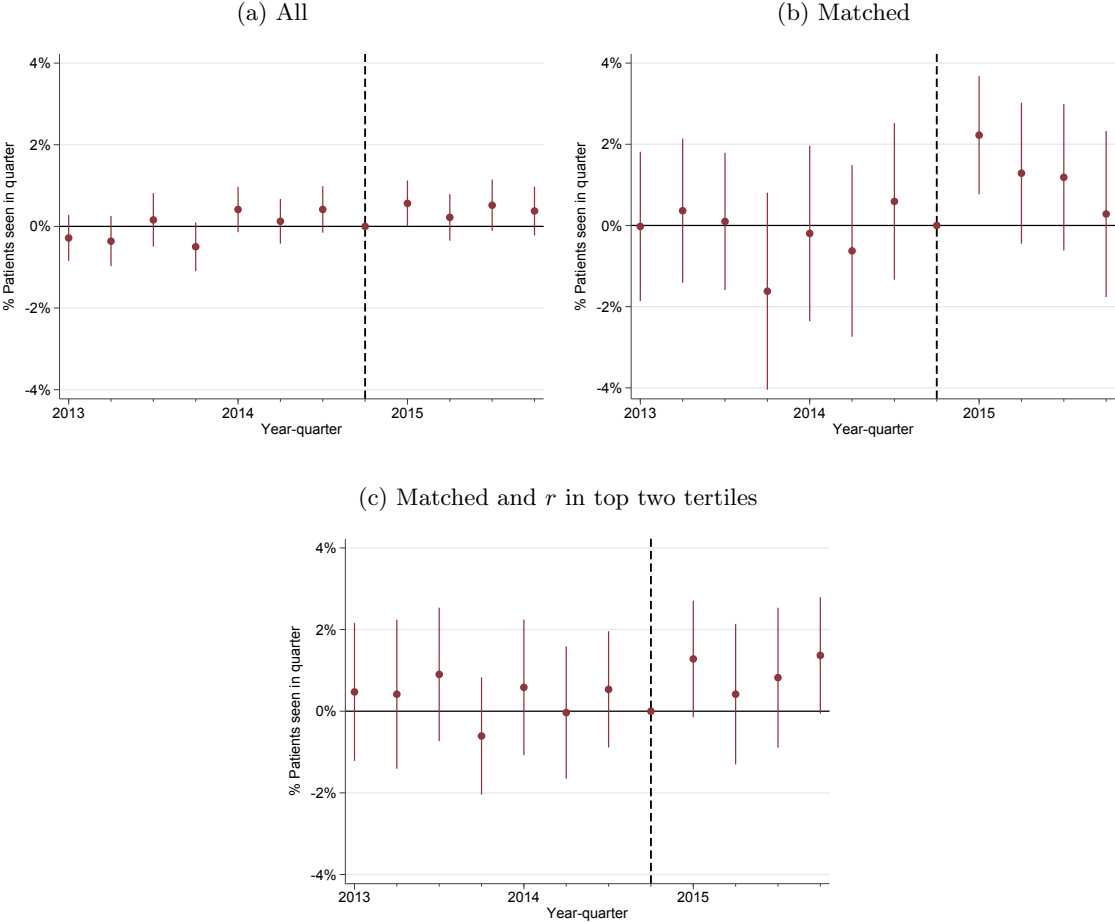 (a) All
% Patients seen in quarter
4%
2%
0%
-2%
-4%
2013 2014 2015
Year-quarter
(b) Matched
% Patients seen in quarter
4%
2%
0%
-2%
-4%
2013 2014 2015
Year-quarter
(c) Matched and r in top two tertiles
% Patients seen in quarter
4%
2%
0%
-2%
-4%
2013 2014 2015
Year-quarter